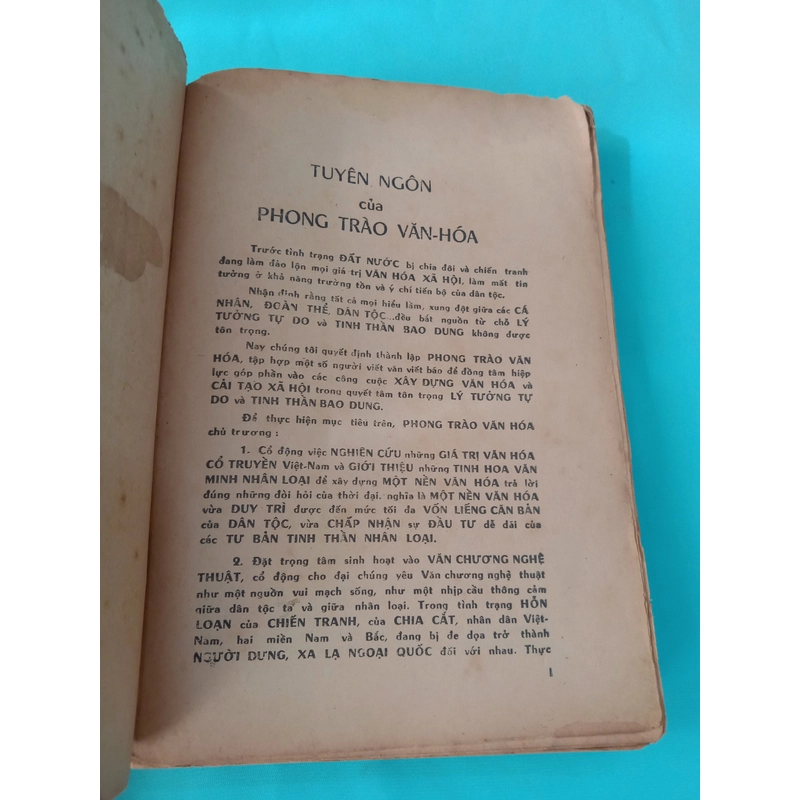 TUYÊN NGÔN
của
PHONG TRÀO VĂN-HÓA
Trước tình trạng ĐẤT NƯỚC bị chia đôi và chiến tranh
đang làm đảo lộn mọi giá trị VĂN HÓA XÃ HỘI, làm mất tin
tưởng ở khả năng trường tồn và ý chí tiến bộ của dân tộc.
Nhận định rằng tất cả mọi hiểu lầm, xung đột giữa các CÁ
NHÂN, ĐOÀN THỂ, DÂN TỘC...đều bắt nguồn từ chỗ LÝ
TƯỞNG TỰ DO và TINH THẦN BAO DUNG không được
tôn trọng.
Nay chúng tôi quyết định thành lập PHONG TRÀO VĂN
HÓA, tập hợp một số người viết văn viết báo để đồng tâm hiệp
lực góp phần vào các công cuộc XÂY DỰNG VĂN HÓA và
CẢI TẠO XÃ HỘI trong quyết tâm tôn trọng LÝ TƯỞNG TỰ
DO và TINH THẦN BAO DUNG.
Để thực hiện mục tiêu trên, PHONG TRÀO VĂN HÓA
chủ trương :
1. Cổ động việc NGHIÊN CỨU những GIÁ TRỊ VĂN HÓA
CỔ TRUYỀN Việt-Nam và GIỚI THIỆU những TINH HOA VĂN
MINH NHÂN LOẠI để xây dựng MỘT NỀN VĂN HÓA trả lời
đúng những đòi hỏi của thời đại. nghĩa là MỘT NỀN VĂN HÓA
vừa DUY TRÌ được đến mức tối đa VỐN LIẾNG CĂN BẢN
của DÂN TỘC, vừa CHẤP NHẬN sự ĐẦU TƯ dễ dãi của
các TƯ BẢN TINH THẦN NHÂN LOẠI.
2. Đặt trọng tâm sinh hoạt vào VĂN CHƯƠNG NGHỆ
THUẬT, cổ động cho đại chúng yêu Văn chương nghệ thuật
như một nguồn vui mạch sống, như một nhịp cầu thông cảm
giữa dân tộc ta và giữa nhân loại. Trong tình trạng HỖN
LOẠN của CHIẾN TRANH, của CHIA CẮT, nhân dân Việt-
Nam, hai miền Nam và Bắc, đang bị đe dọa trở thành
NGƯỜI DƯNG, XA LẠ NGOẠI QUỐC đối với nhau. Thực
1